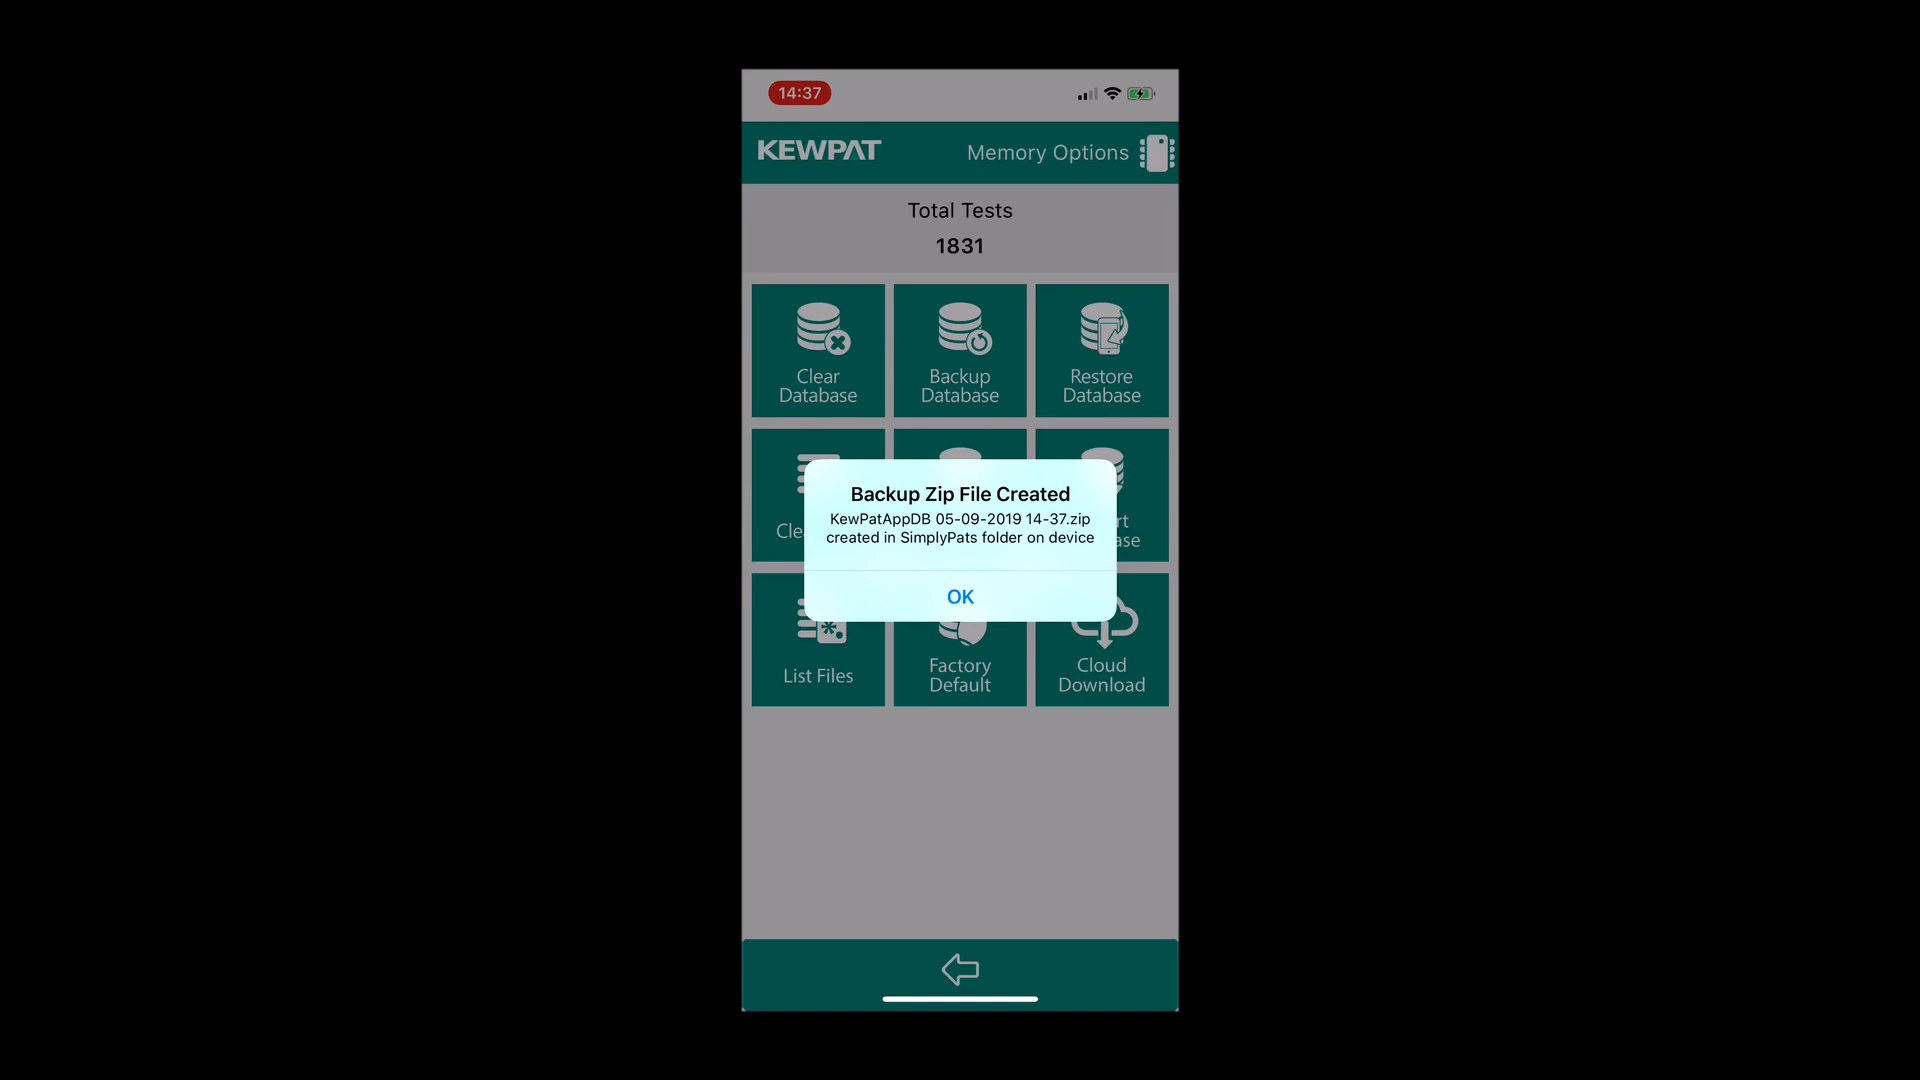 14:37
KEWPAT
Memory Options
Total Tests
1831
Clear
Database
Backup
Database
Restore
Database
Backup Zip File Created
KewPatAppDB 05-09-2019 14-37.zip
created in SimplyPats folder on device
OK
List Files
Factory
Default
Cloud
Download